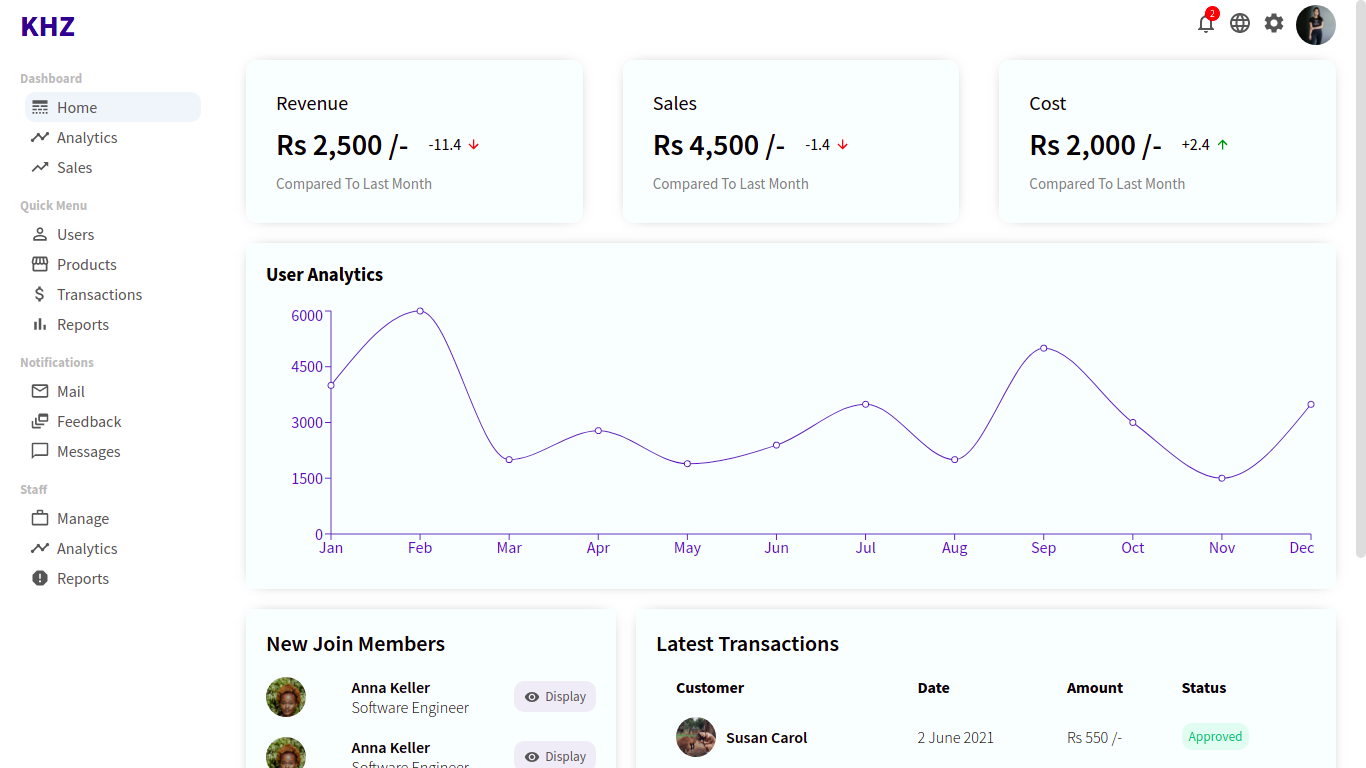 KHZ
2
Dashboard
Home
Analytics
Sales
Quick Menu
Users
Products
Transactions
Reports
Notifications
Mail
Feedback
Messages
Staff
Manage
Analytics
Reports
Revenue
Rs 2,500 /- -11.4
Compared To Last Month
Sales
Rs 4,500 /- -1.4
Compared To Last Month
Cost
Rs 2,000 /- +2.4
Compared To Last Month
User Analytics
6000
4500
3000
1500
0
Jan Feb Mar Apr May Jun Jul Aug Sep Oct Nov Dec
New Join Members
Anna Keller
Software Engineer
Display
Anna Keller
Software Engineer
Display
Latest Transactions
Customer Date Amount Status
Susan Carol 2 June 2021 Rs 550 /- Approved